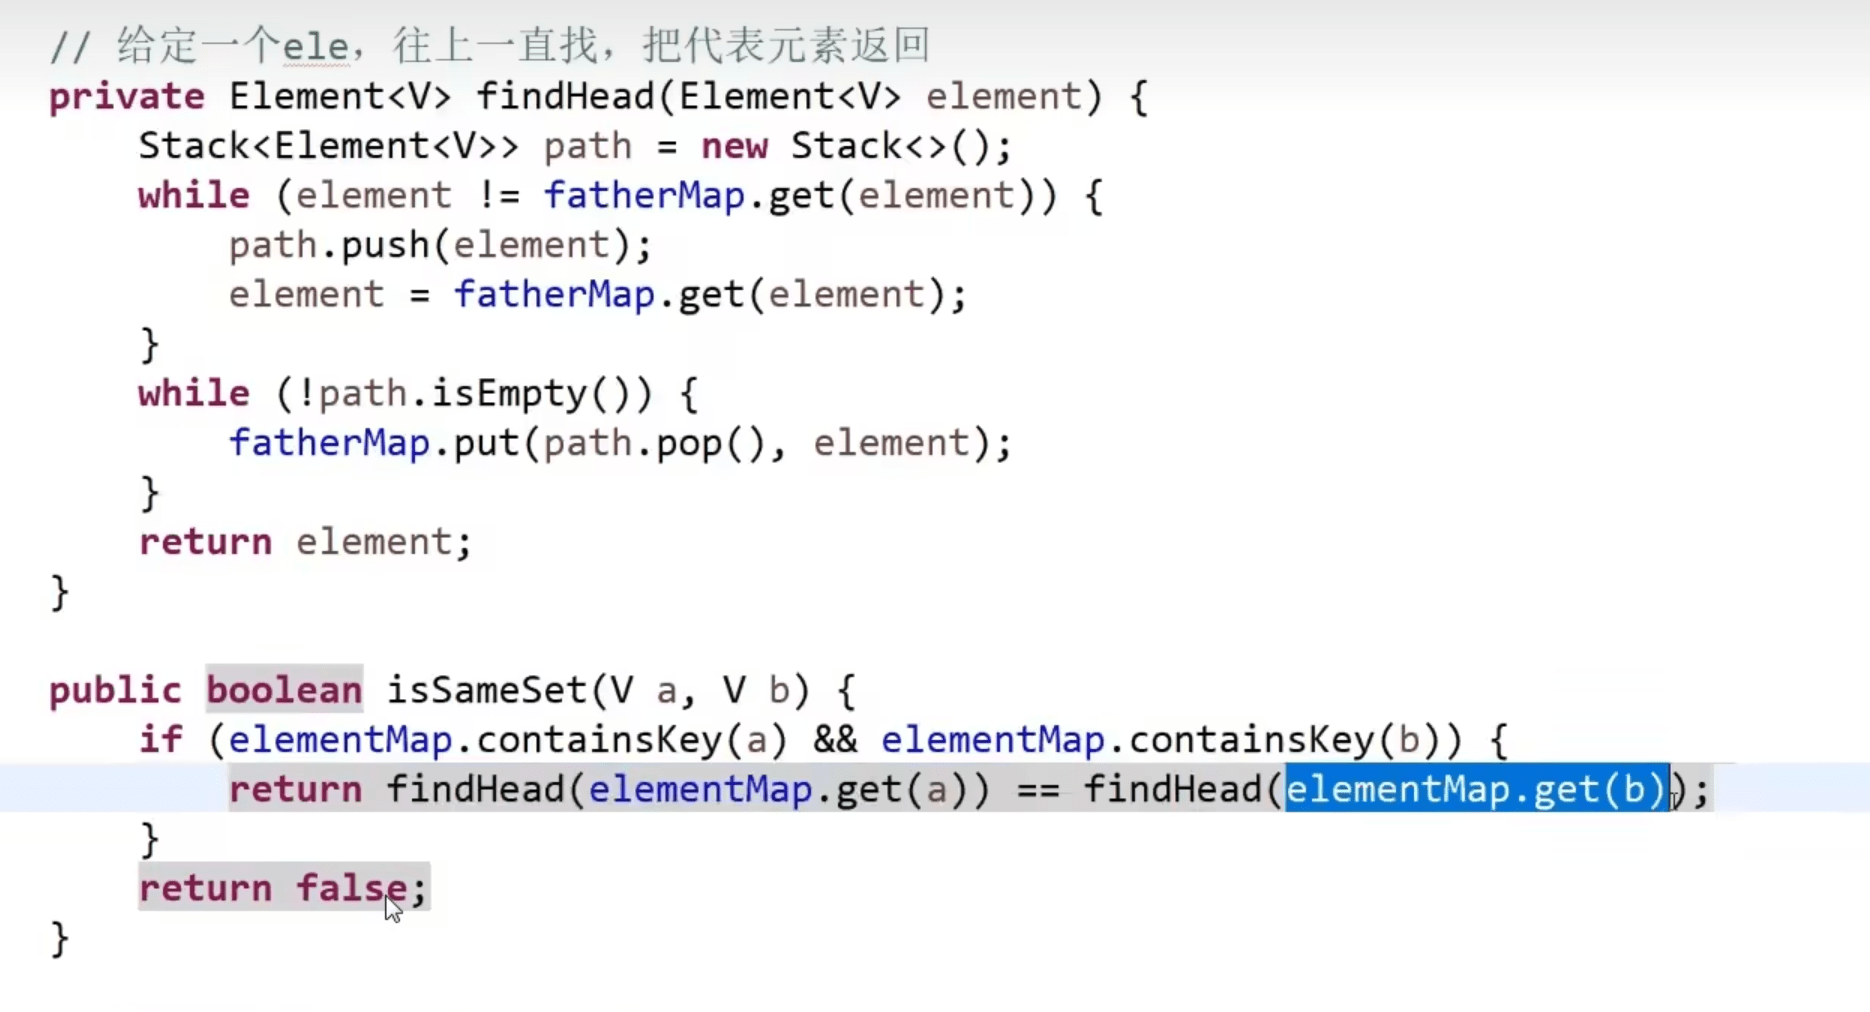 // 给定一个ele，往上一直找，把代表元素返回
private Element<V> findHead(Element<V> element) {
Stack<Element<V>> path = new Stack<>();
while (element != fatherMap.get(element)) {
path.push(element);
element = fatherMap.get(element);
}
while (!path.isEmpty()) {
fatherMap.put(path.pop(), element);
}
return element;
}
public boolean isSameSet(V a, V b) {
if (elementMap.containsKey(a) && elementMap.containsKey(b)) {
return findHead(elementMap.get(a)) == findHead(elementMap.get(b));
}
return false;
}